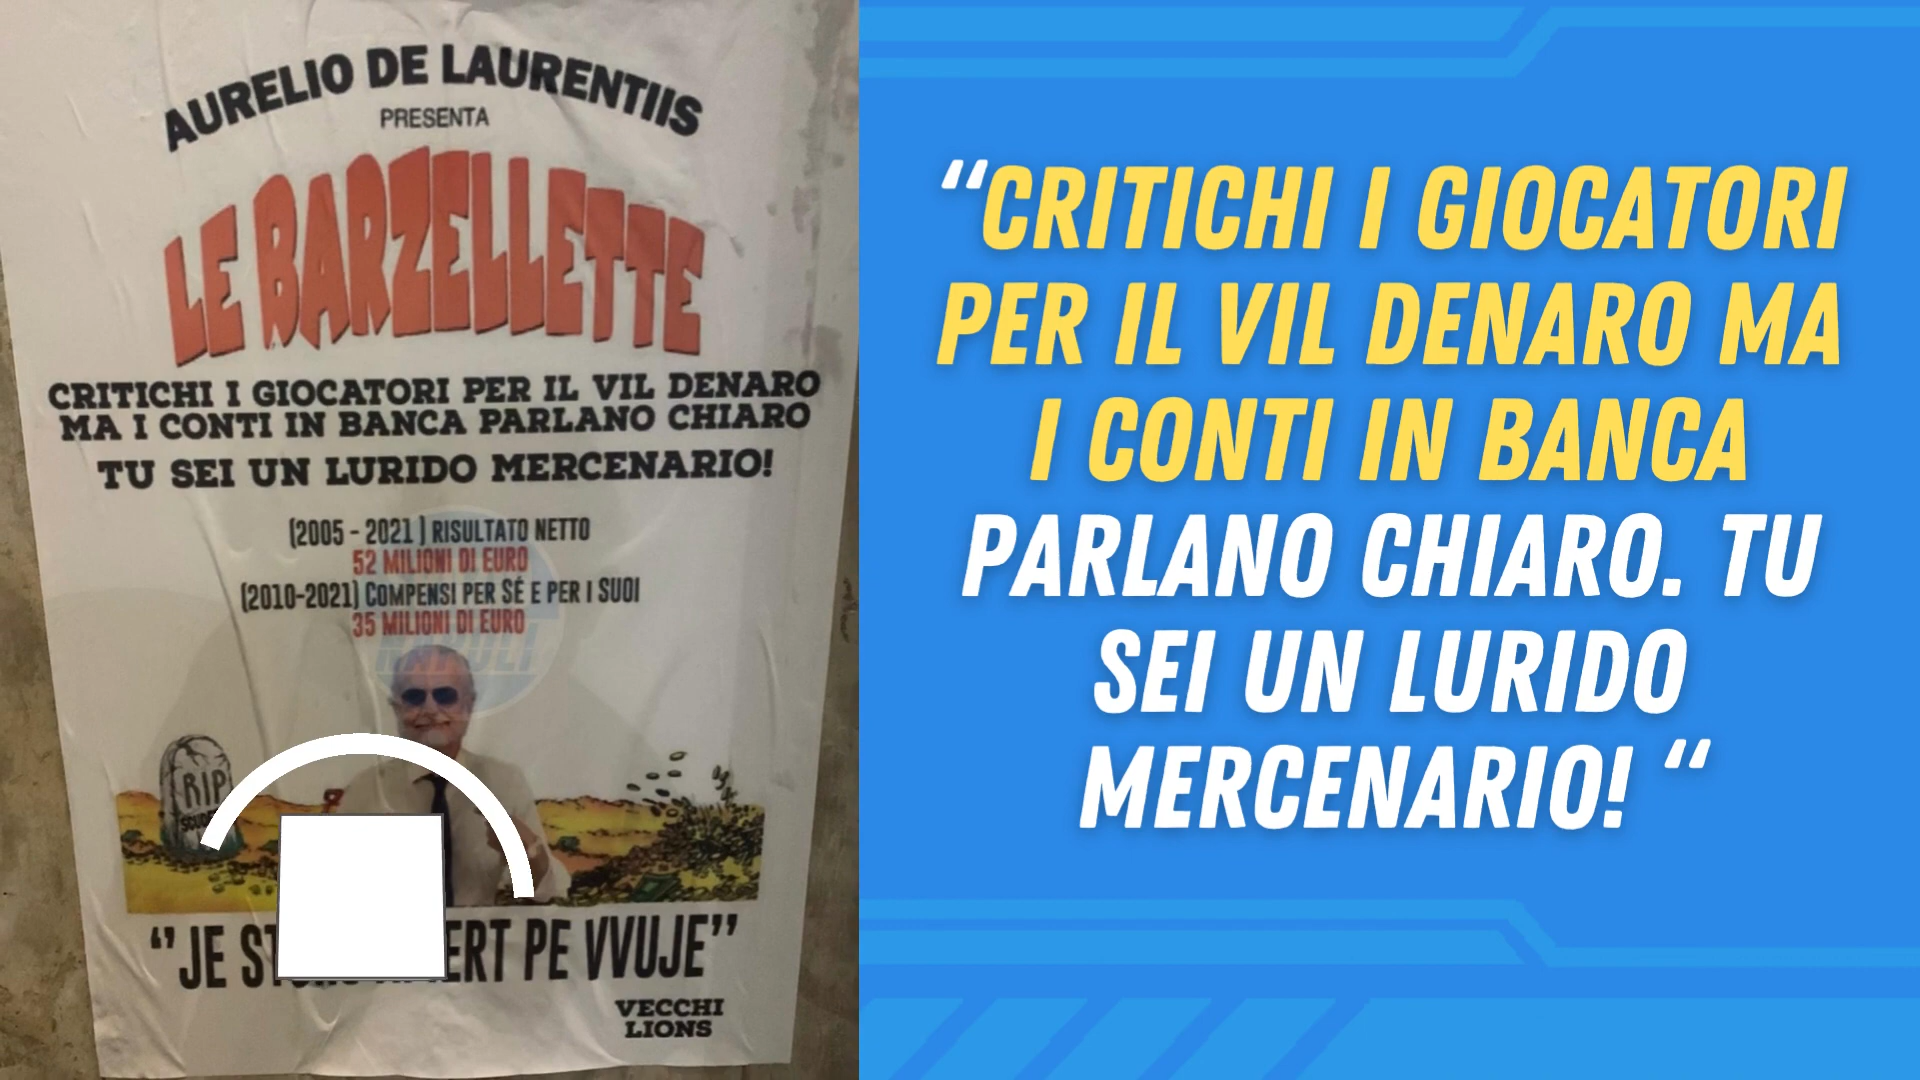 AURELIO DE LAURENTIIS
PRESENTA
LE BARZELLETTE
CRITICHI I GIOCATORI PER IL VIL DENARO
MA I CONTI IN BANCA PARLANO CHIARO
TU SEI UN LURIDO MERCENARIO!
(2005 - 2021 ) RISULTATO NETTO
52 MILIONI DI EURO
(2010-2021) COMPENSI PER SÉ E PER I SUOI
35 MILIONI DI EURO
NAPOLI
RIP
" JE PE VVUJE"
VECCHI
LIONS
"CRITICHI I GIOCATORI
PER IL VIL DENARO MA
I CONTI IN BANCA
PARLANO CHIARO. TU
SEI UN LURIDO
MERCENARIO! "